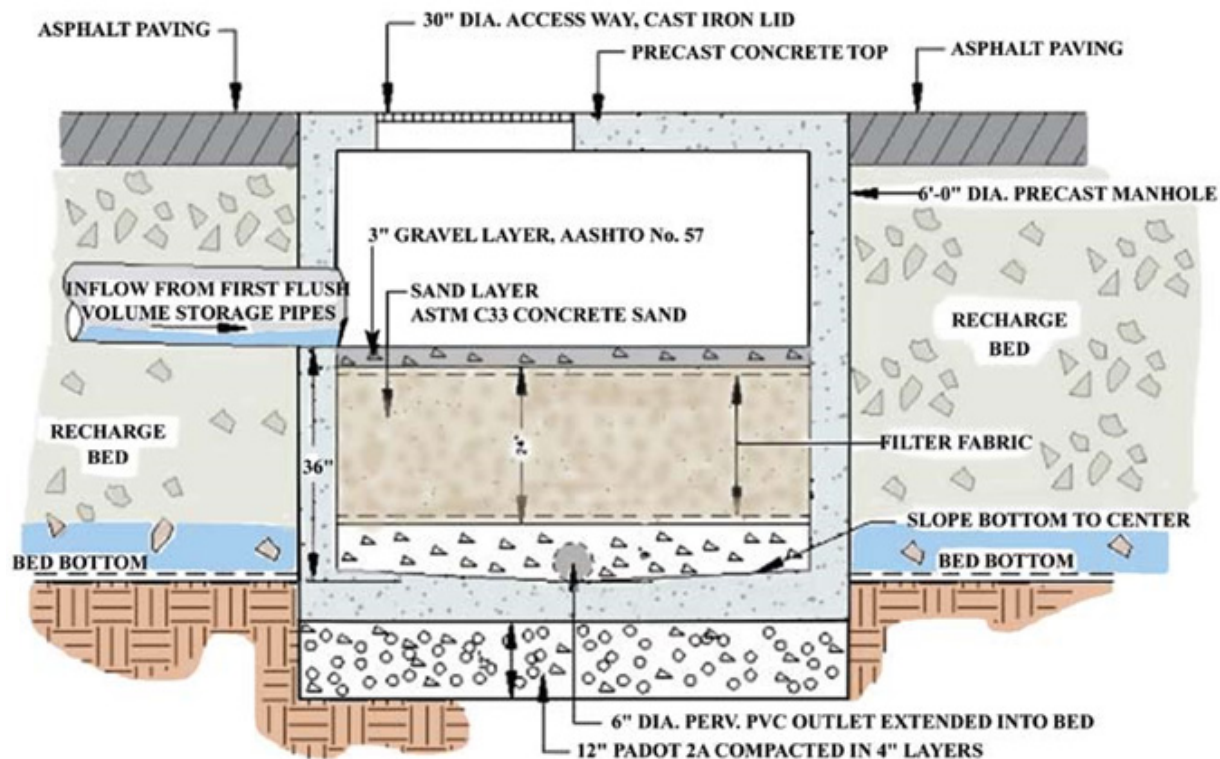 30" DIA. ACCESS WAY, CAST IRON LID
ASPHALT PAVING
PRECAST CONCRETE TOP
ASPHALT PAVING
6'-0" DIA. PRECAST MANHOLE
3" GRAVEL LAYER, AASHTO No. 57
INFLOW FROM FIRST FLUSH
VOLUME STORAGE PIPES
SAND LAYER
ASTM C33 CONCRETE SAND
RECHARGE
BED
RECHARGE
BED
24"
FILTER FABRIC
36"
SLOPE BOTTOM TO CENTER
BED BOTTOM
BED BOTTOM
6" DIA. PERV. PVC OUTLET EXTENDED INTO BED
12" PADOT 2A COMPACTED IN 4" LAYERS